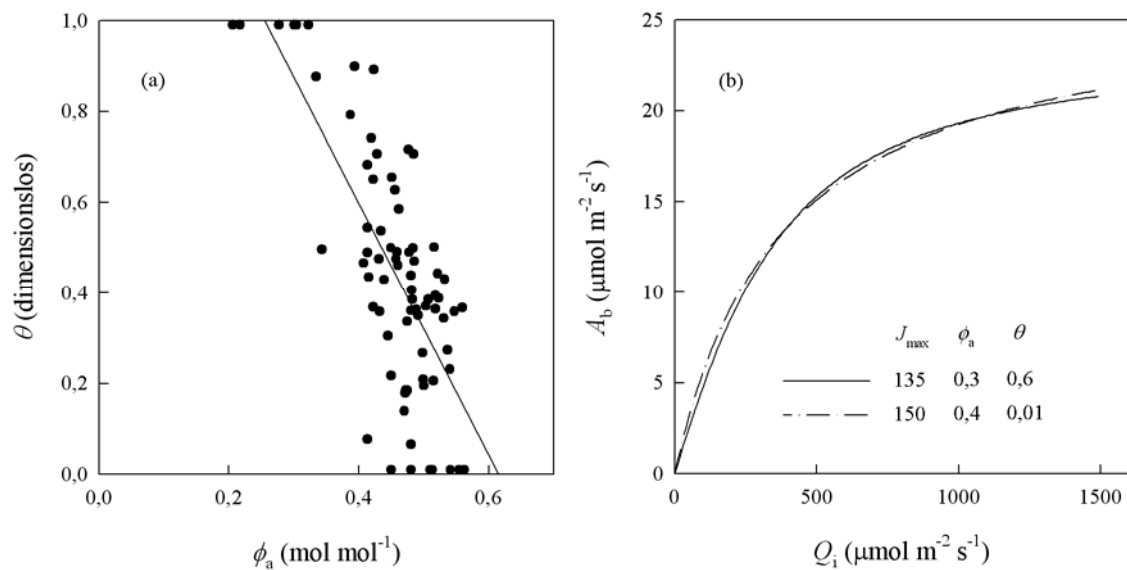 1,0
0,8
0,6
0,4
0,2
0,0
θ (dimensionslos)
(a)
0,0 0,2 0,4 0,6
ϕa (mol mol⁻¹)
25
20
15
10
5
0
Ab (µmol m⁻² s⁻¹)
(b)
Jmax ϕa θ
135 0,3 0,6
150 0,4 0,01
0 500 1000 1500
Qi (µmol m⁻² s⁻¹)